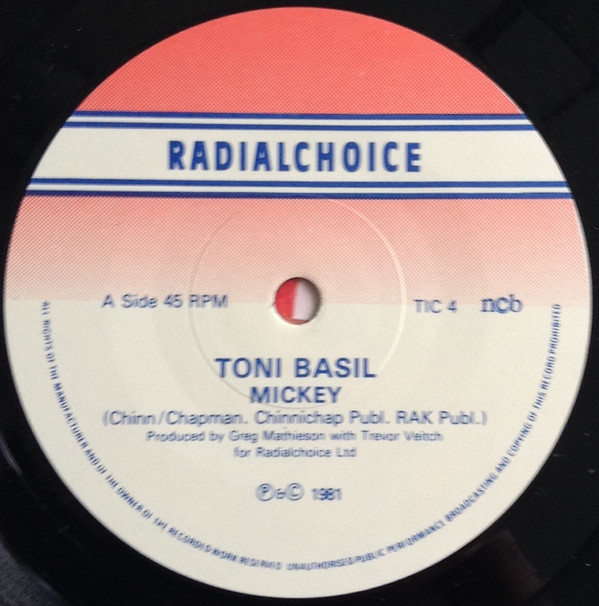 RADIALCHOICE
A Side 45 RPM
TIC 4 ncb
TONI BASIL
MICKEY
(Chinn/Chapman. Chinnichap Publ. RAK Publ.)
Produced by Greg Mathieson with Trevor Veitch
for Radialchoice Ltd
℗&© 1981
ALL RIGHTS OF THE MANUFACTURER AND OF THE OWNER OF THE RECORDED WORK RESERVED UNAUTHORISED PUBLIC PERFORMANCE BROADCASTING AND COPYING OF THIS RECORD PROHIBITED